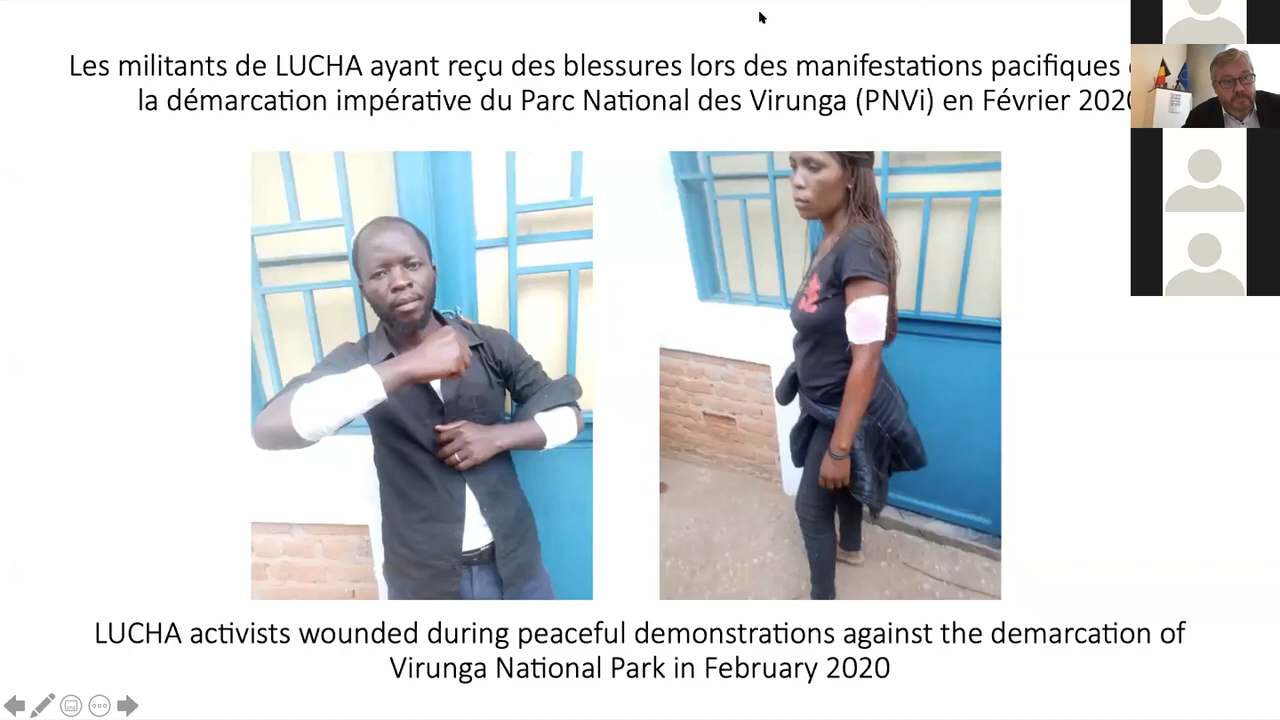 Les militants de LUCHA ayant reçu des blessures lors des manifestations pacifiques
la démarcation impérative du Parc National des Virunga (PNVi) en Février 2020
LUCHA activists wounded during peaceful demonstrations against the demarcation of
Virunga National Park in February 2020